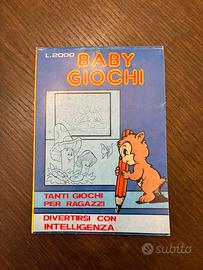 L.2000
BABY
GIOCHI
TANTI GIOCHI
PER RAGAZZI
DIVERTIRSI CON
INTELLIGENZA
subito